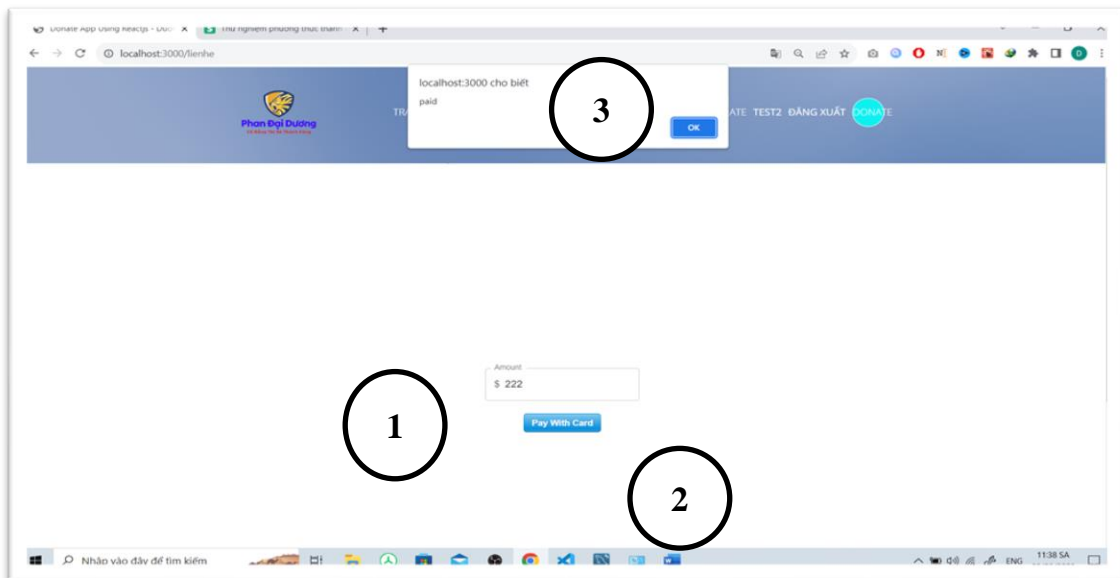 Donate App Using Reactjs - Duc
Thử nghiệm phương thức thanh
localhost:3000/lienhe
localhost:3000 cho biết
paid
OK
3
Phan Đại Dương
TR
ATE TEST2 ĐĂNG XUẤT DONATE
Amount
$ 222
Pay With Card
1
2
Nhập vào đây để tìm kiếm
ENG
11:38 SA